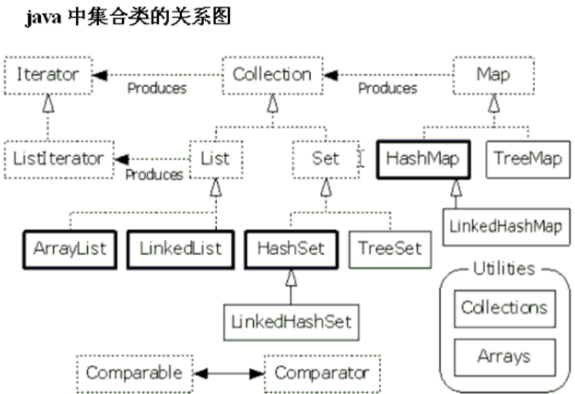 java 中集合类的关系图
Iterator
Collection
Map
Produces
Produces
ListIterator
List
Set
HashMap
TreeMap
Produces
LinkedHashMap
ArrayList
LinkedList
HashSet
TreeSet
Utilities
Collections
LinkedHashSet
Arrays
Comparable
Comparator